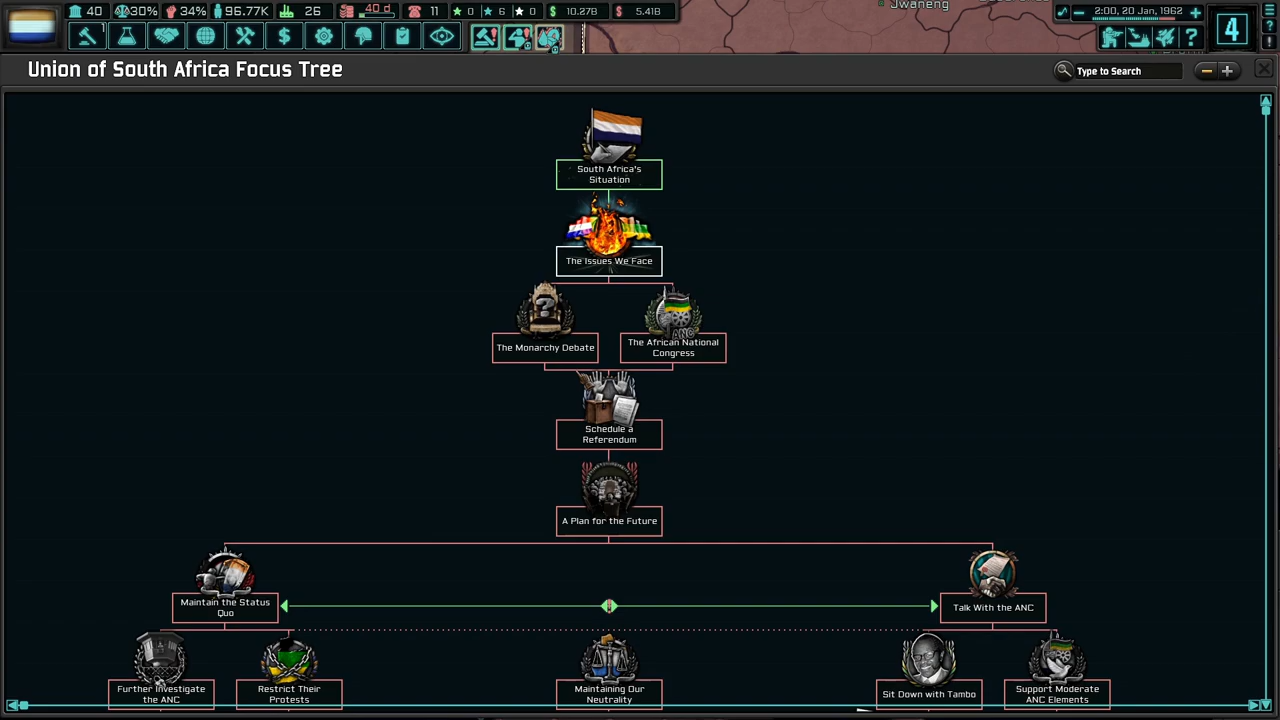 Jwaneng
40 30% 34% 96.77K 26 40 d 11 0 6 0 10.27B 5.41B
2:00, 20 Jan, 1962
4
Union of South Africa Focus Tree
Type to Search
South Africa's
Situation
The Issues We Face
The Monarchy Debate
The African National
Congress
ANC
Schedule a
Referendum
A Plan for the Future
Maintain the Status
Quo
Talk With the ANC
Further Investigate
the ANC
Restrict Their
Protests
Maintaining Our
Neutrality
Sit Down with Tambo
Support Moderate
ANC Elements